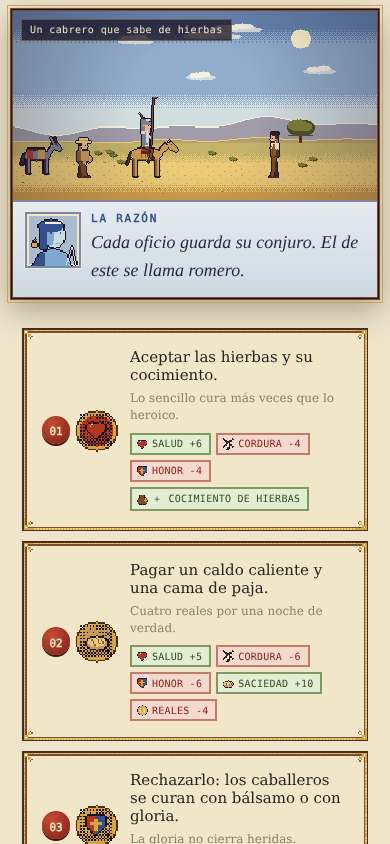 Un cabrero que sabe de hierbas
LA RAZÓN
Cada oficio guarda su conjuro. El de
este se llama romero.
01
Aceptar las hierbas y su
cocimiento.
Lo sencillo cura más veces que lo
heroico.
SALUD +6
CORDURA -4
HONOR -4
+ COCIMIENTO DE HIERBAS
02
Pagar un caldo caliente y
una cama de paja.
Cuatro reales por una noche de
verdad.
SALUD +5
CORDURA -6
HONOR -6
SACIEDAD +10
REALES -4
03
Rechazarlo: los caballeros
se curan con bálsamo o con
gloria.
La gloria no cierra heridas.